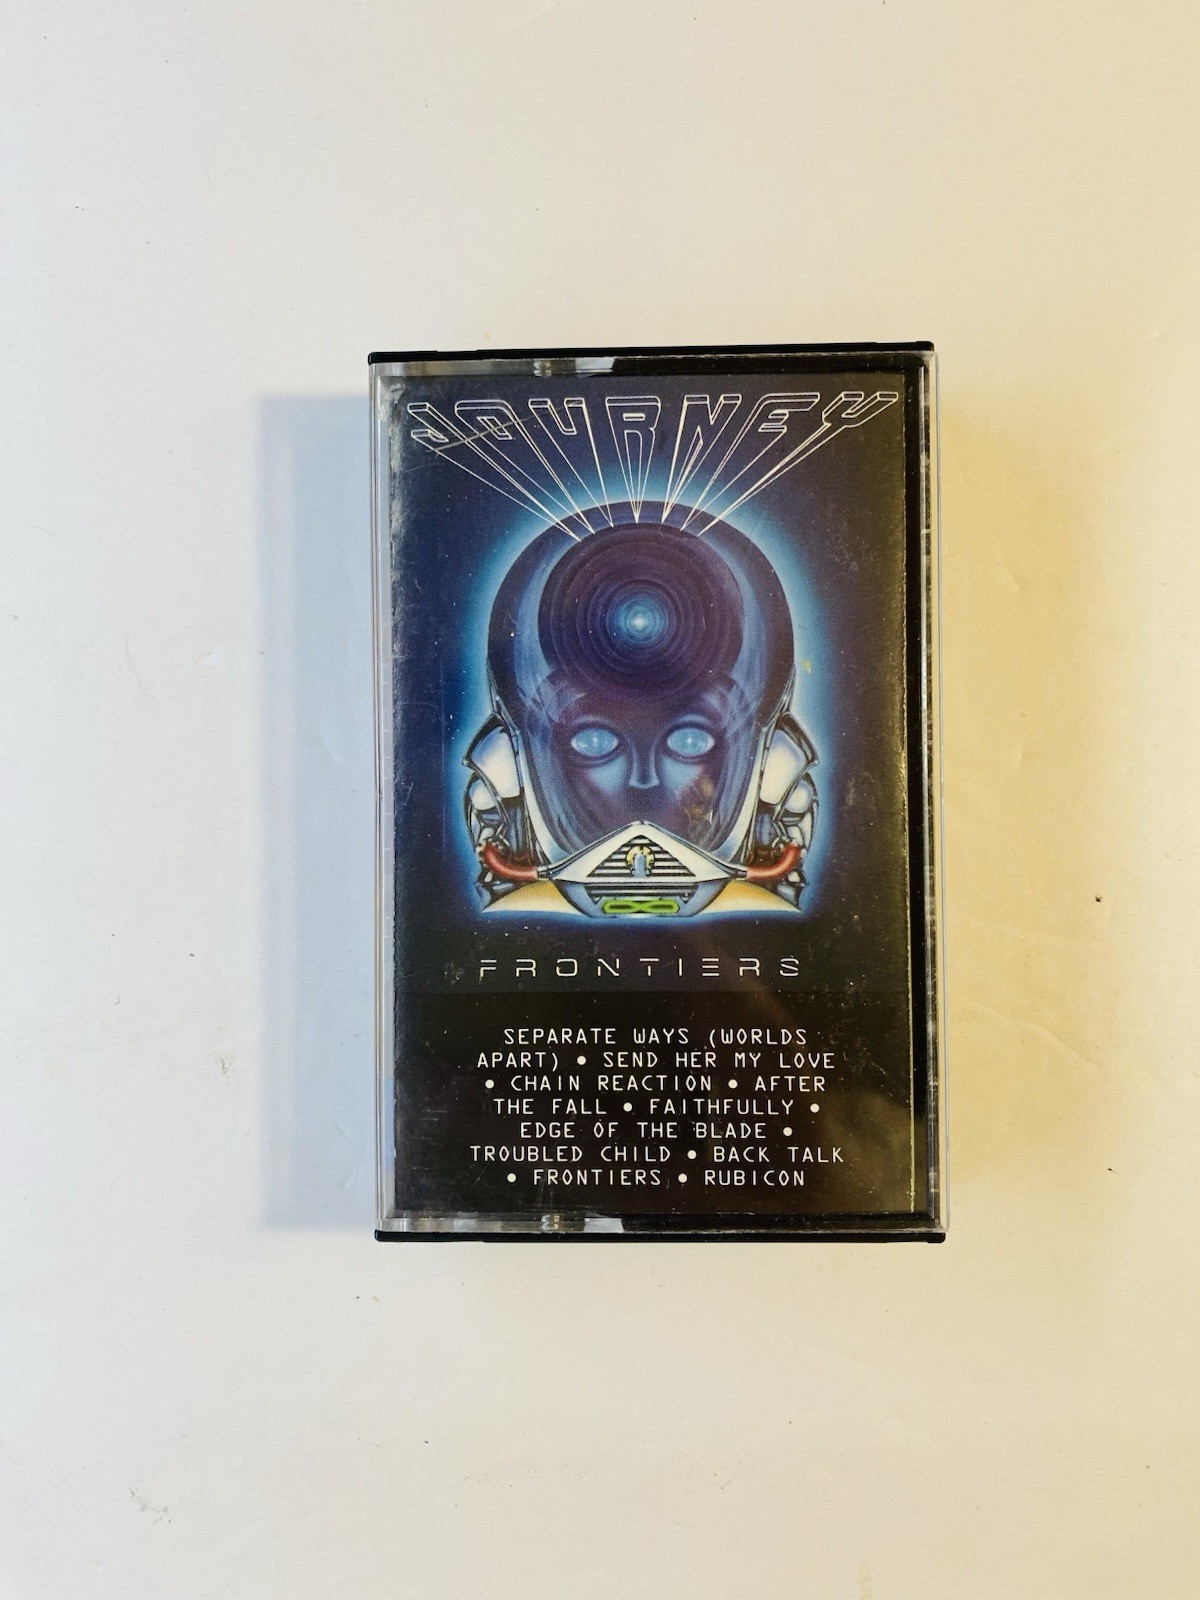 JOURNEY
FRONTIERS
SEPARATE WAYS (WORLDS
APART) • SEND HER MY LOVE
• CHAIN REACTION • AFTER
THE FALL • FAITHFULLY •
EDGE OF THE BLADE •
TROUBLED CHILD • BACK TALK
• FRONTIERS • RUBICON